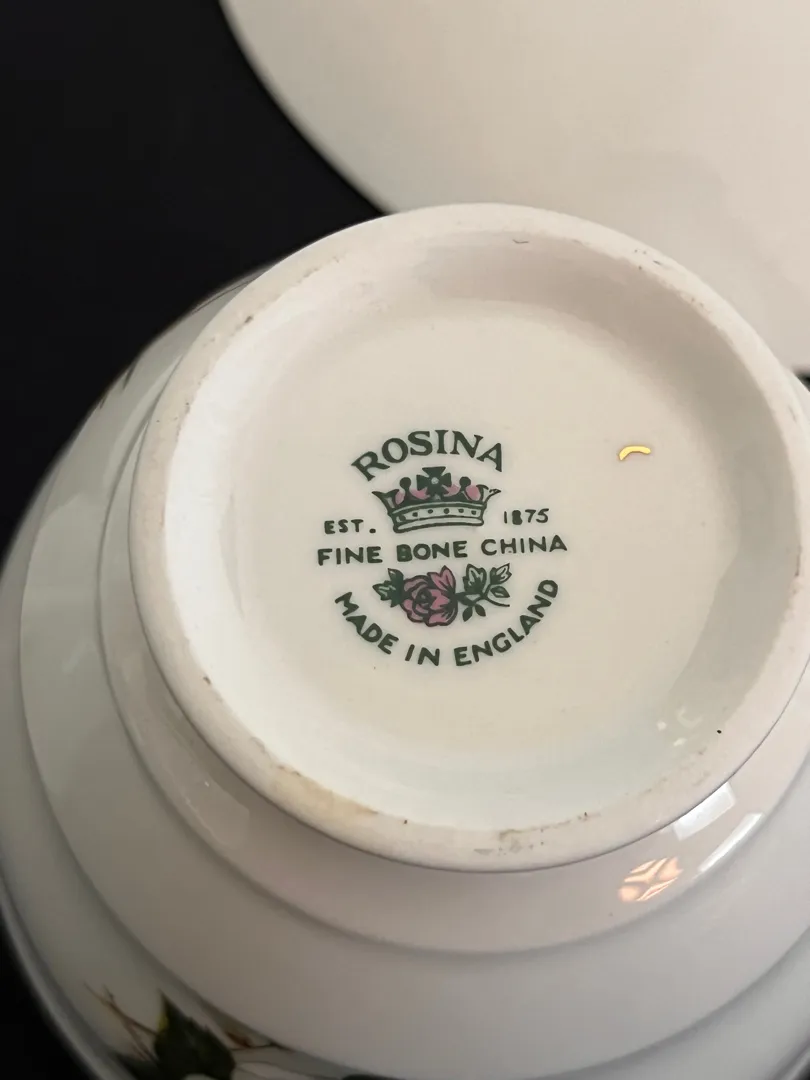 ROSINA
EST. 1875
FINE BONE CHINA
MADE IN ENGLAND